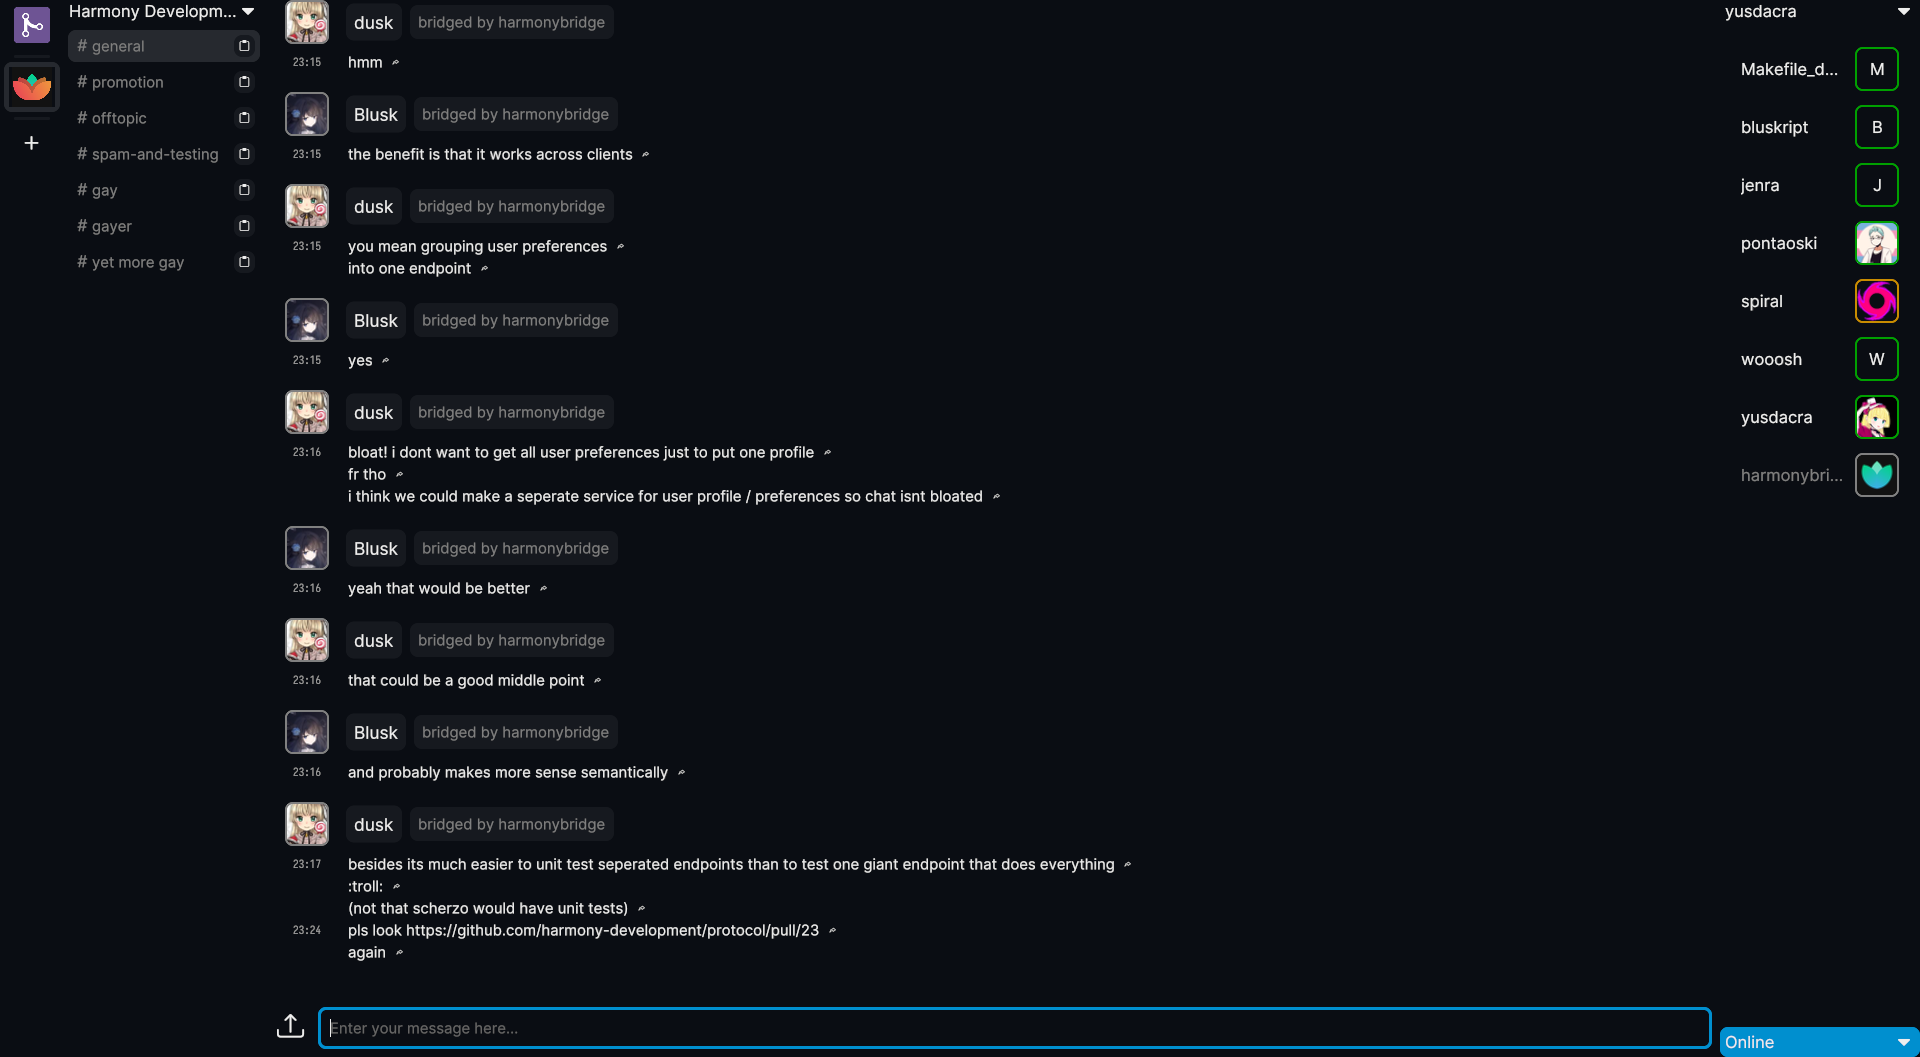 Harmony Developm...
# general
# promotion
# offtopic
# spam-and-testing
# gay
# gayer
# yet more gay
dusk bridged by harmonybridge
23:15 hmm
Blusk bridged by harmonybridge
23:15 the benefit is that it works across clients
dusk bridged by harmonybridge
23:15 you mean grouping user preferences
into one endpoint
Blusk bridged by harmonybridge
23:15 yes
dusk bridged by harmonybridge
23:16 bloat! i dont want to get all user preferences just to put one profile
fr tho
i think we could make a seperate service for user profile / preferences so chat isnt bloated
Blusk bridged by harmonybridge
23:16 yeah that would be better
dusk bridged by harmonybridge
23:16 that could be a good middle point
Blusk bridged by harmonybridge
23:16 and probably makes more sense semantically
dusk bridged by harmonybridge
23:17 besides its much easier to unit test seperated endpoints than to test one giant endpoint that does everything
:troll:
(not that scherzo would have unit tests)
23:24 pls look https://github.com/harmony-development/protocol/pull/23
again
Enter your message here...
yusdacra
Makefile_d... M
bluskript B
jenra J
pontaoski
spiral
wooosh W
yusdacra
harmonybri...
Online